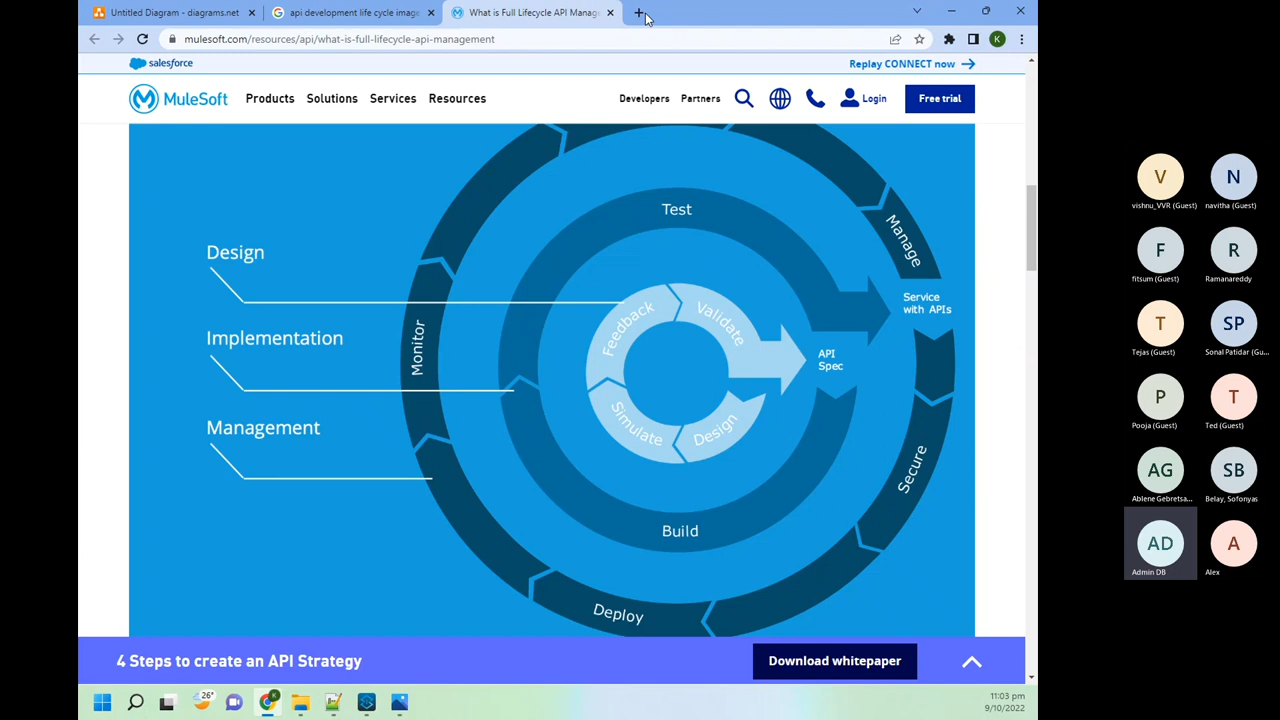 Untitled Diagram - diagrams.net
api development life cycle image
What is Full Lifecycle API Manag
mulesoft.com/resources/api/what-is-full-lifecycle-api-management
K
salesforce
Replay CONNECT now
MuleSoft
Products
Solutions
Services
Resources
Developers
Partners
Login
Free trial
Design
Implementation
Management
Test
Manage
Service
with APIs
Feedback
Validate
API
Spec
Monitor
Simulate
Design
Secure
Build
Deploy
4 Steps to create an API Strategy
Download whitepaper
26°
K
11:03 pm
9/10/2022
V
vishnu_VVR (Guest)
N
navitha (Guest)
F
fitsum (Guest)
R
Ramanareddy
T
Tejas (Guest)
SP
Sonal Patidar (Gu...
P
Pooja (Guest)
T
Ted (Guest)
AG
Ablene Gebretsa...
SB
Belay, Sofonyas
AD
Admin DB
A
Alex